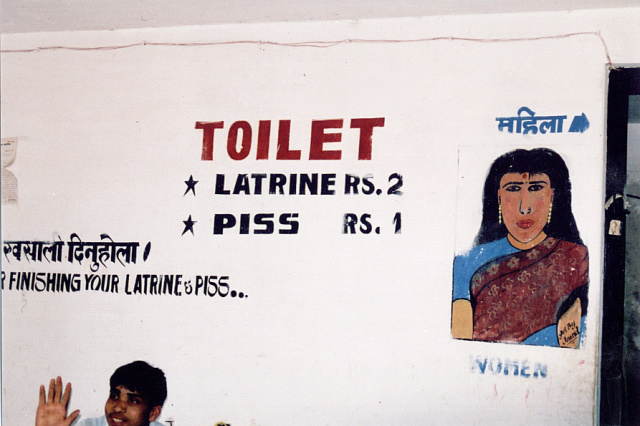 TOILET
महिला
★ LATRINE RS. 2
★ PISS RS. 1
दिनुहोला।
FINISHING YOUR LATRINE & PISS...
WOMEN